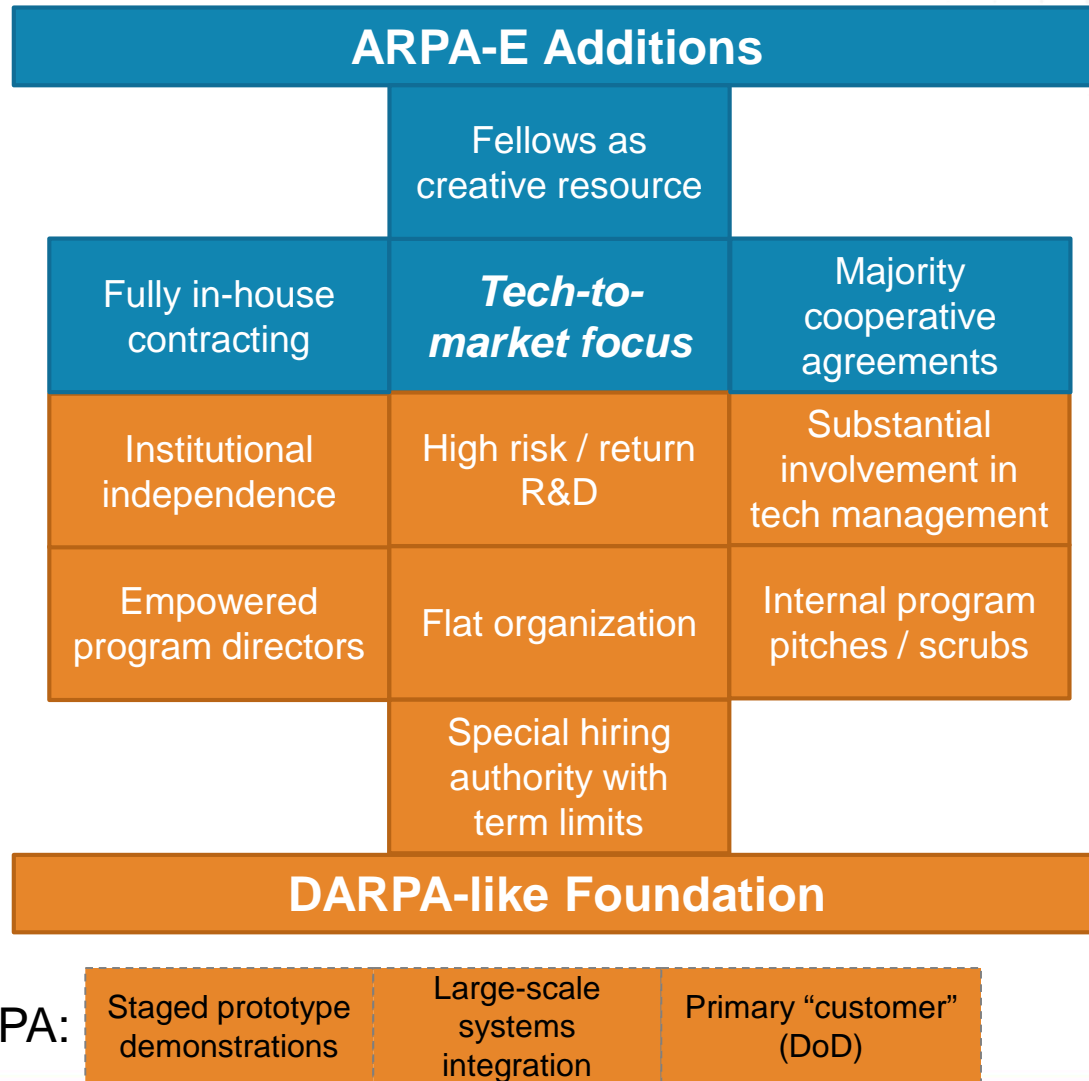 ARPA-E Additions
Fellows as
creative resource
Fully in-house
contracting
Tech-to-
market focus
Majority
cooperative
agreements
Institutional
independence
High risk / return
R&D
Substantial
involvement in
tech management
Empowered
program directors
Flat organization
Internal program
pitches / scrubs
Special hiring
authority with
term limits
DARPA-like Foundation
PA:
Staged prototype
demonstrations
Large-scale
systems
integration
Primary “customer”
(DoD)